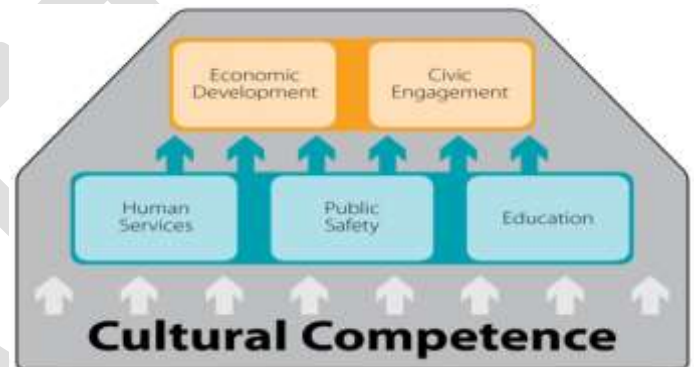 Economic
Development
Civic
Engagement
Human
Services
Public
Safety
Education
Cultural Competence